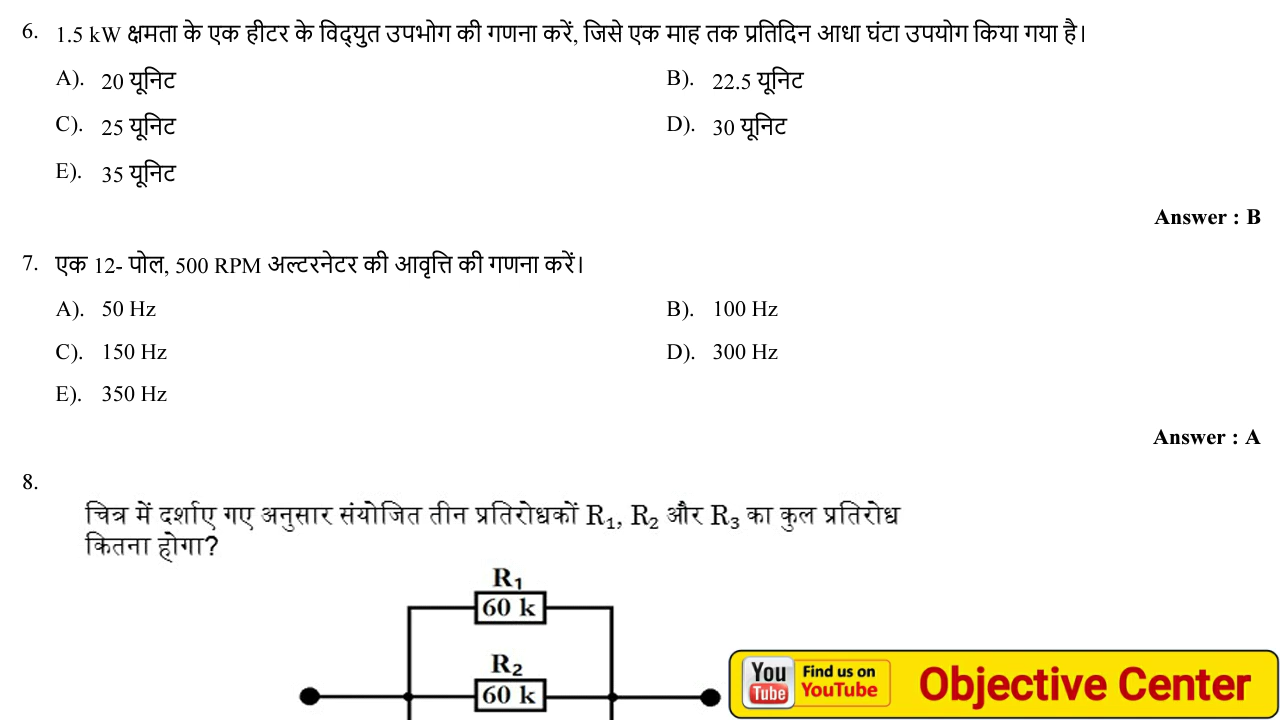 6. 1.5 kW क्षमता के एक हीटर के विद्युत उपभोग की गणना करें, जिसे एक माह तक प्रतिदिन आधा घंटा उपयोग किया गया है।
A). 20 यूनिट B). 22.5 यूनिट
C). 25 यूनिट D). 30 यूनिट
E). 35 यूनिट
Answer : B
7. एक 12- पोल, 500 RPM अल्टरनेटर की आवृत्ति की गणना करें।
A). 50 Hz B). 100 Hz
C). 150 Hz D). 300 Hz
E). 350 Hz
Answer : A
8.
चित्र में दर्शाए गए अनुसार संयोजित तीन प्रतिरोधकों R₁, R₂ और R₃ का कुल प्रतिरोध
कितना होगा?
R₁
60 k
R₂
60 k
You Tube Find us on YouTube Objective Center